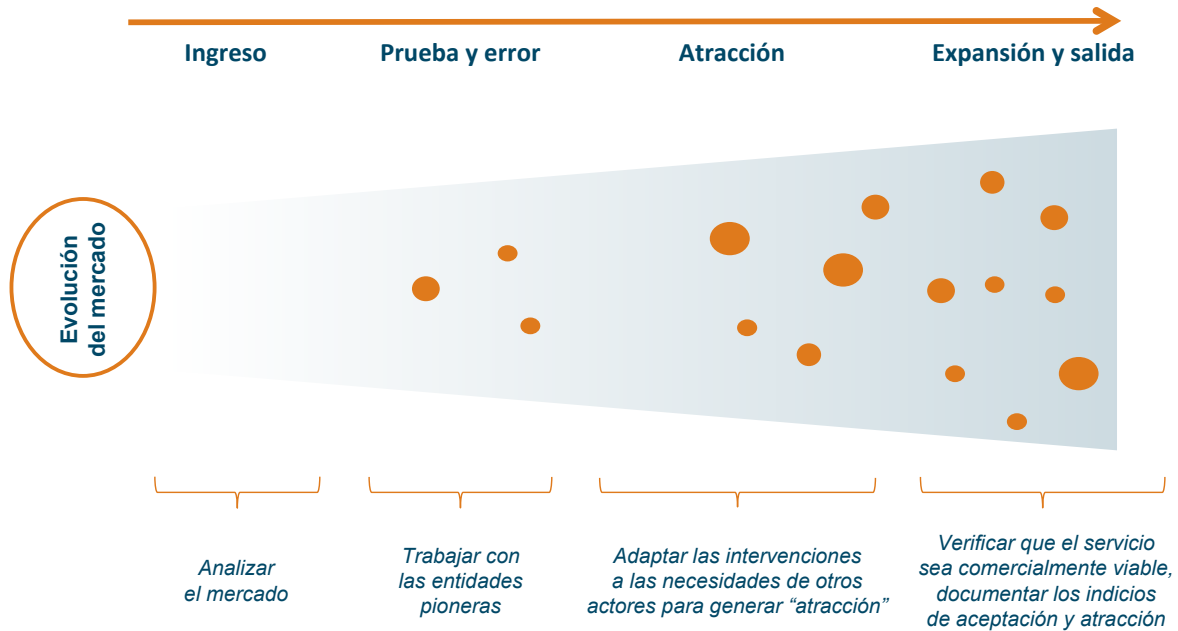 Ingreso
Prueba y error
Atracción
Expansión y salida
Evolución
del mercado
Analizar
el mercado
Trabajar con
las entidades
pioneras
Adaptar las intervenciones
a las necesidades de otros
actores para generar “atracción”
Verificar que el servicio
sea comercialmente viable,
documentar los indicios
de aceptación y atracción